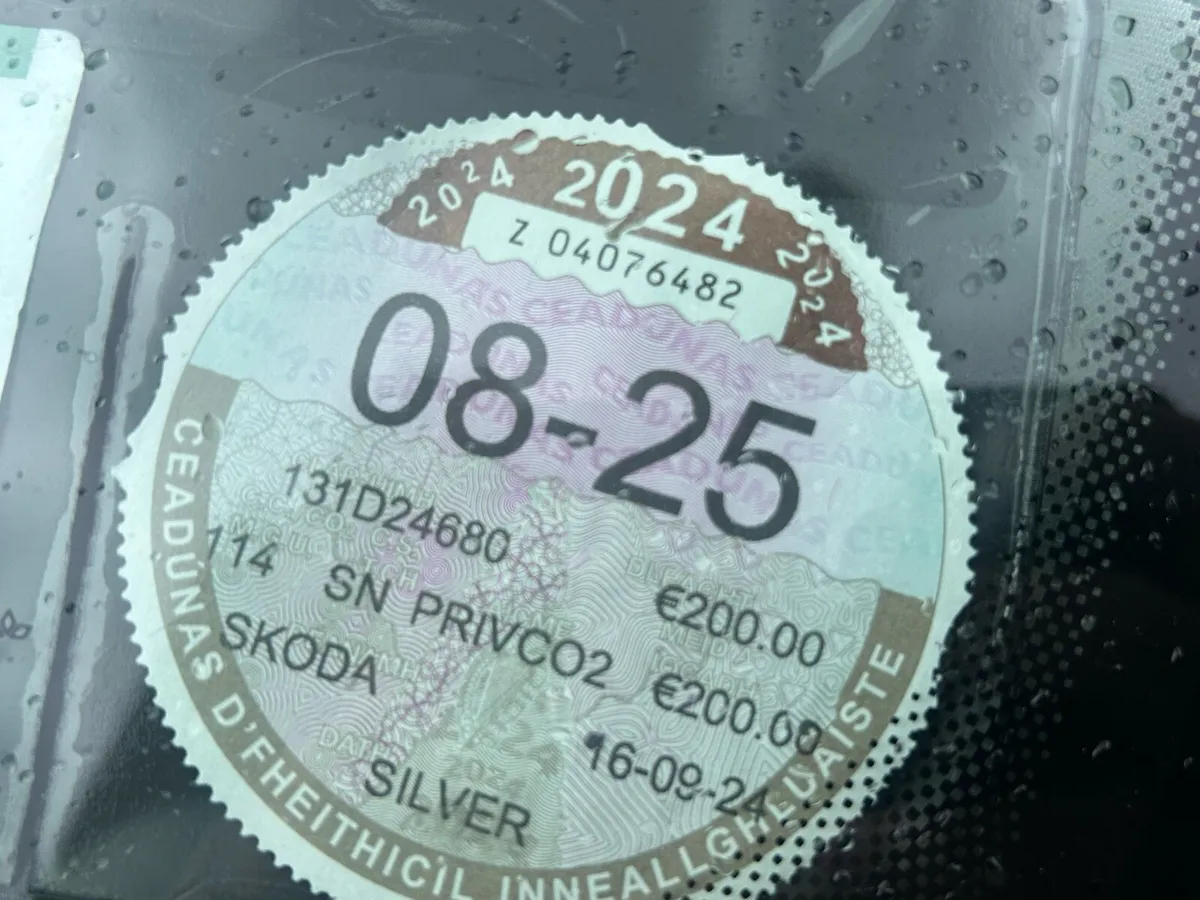 2024 2024 2024
Z 04076482
08-25
131D24680
€200.00
114 SN PRIVCO2
€200.00
SKODA
16-09-24
SILVER
CEADÚNAS D'FHEITHICIL INNEALLGHLUAISTE